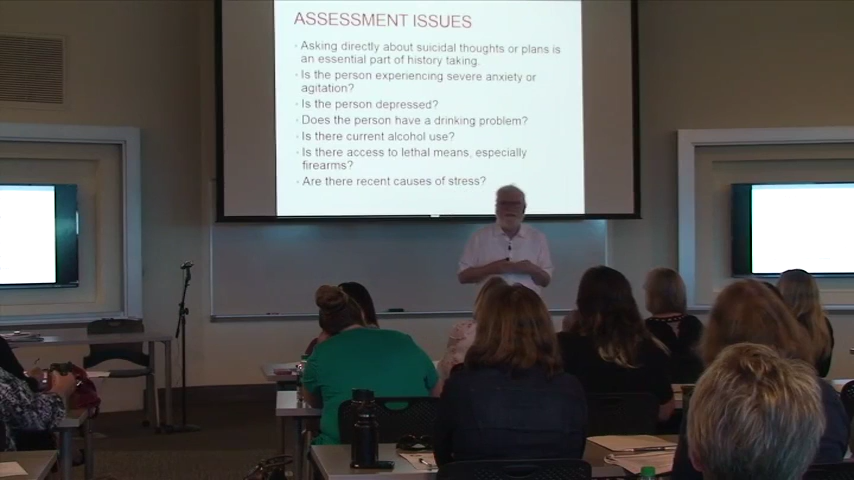 ASSESSMENT ISSUES
• Asking directly about suicidal thoughts or plans is
an essential part of history taking.
• Is the person experiencing severe anxiety or
agitation?
• Is the person depressed?
• Does the person have a drinking problem?
• Is there current alcohol use?
• Is there access to lethal means, especially
firearms?
• Are there recent causes of stress?